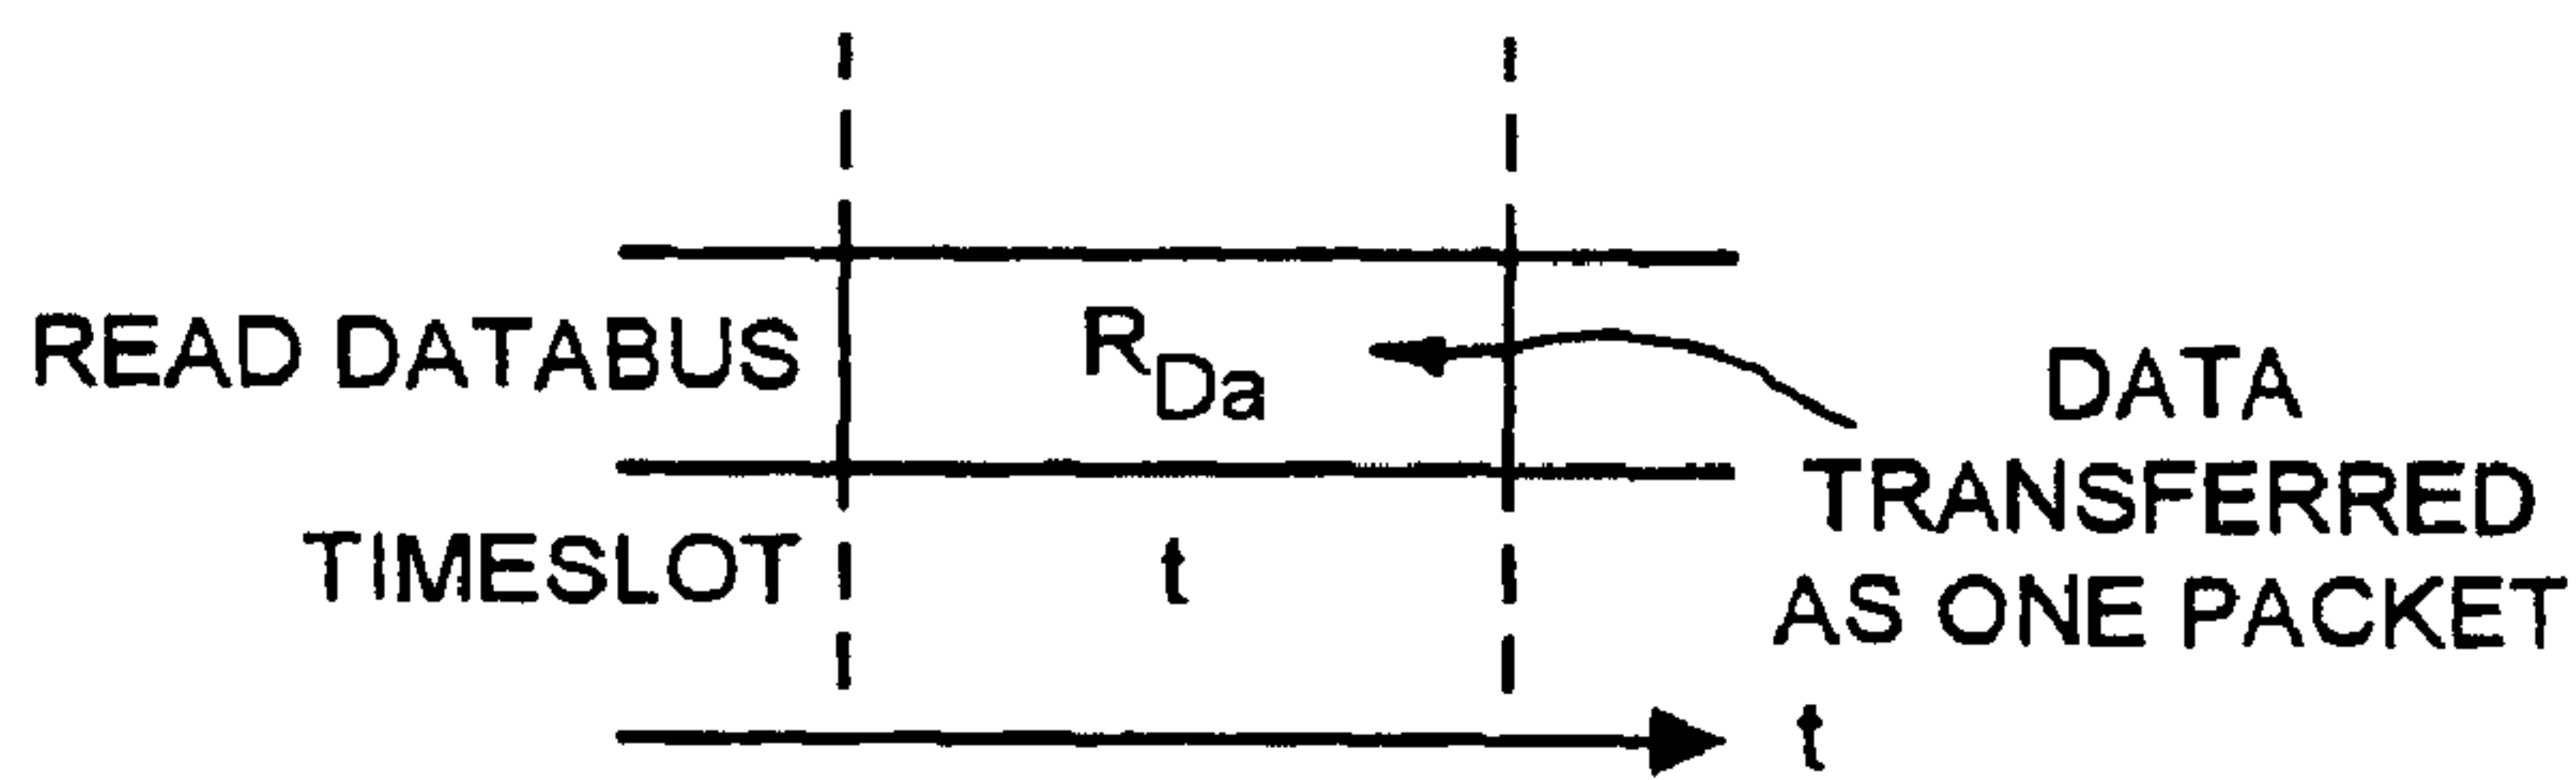 READ DATABUS
R_Da
DATA
TRANSFERRED
AS ONE PACKET
TIMESLOT
t
t